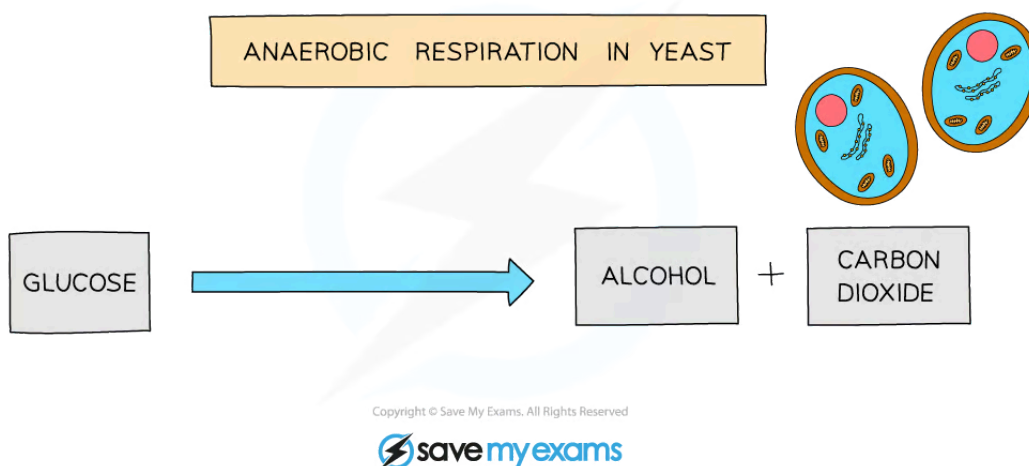 ANAEROBIC RESPIRATION IN YEAST
GLUCOSE
ALCOHOL
+
CARBON
DIOXIDE
Copyright © Save My Exams. All Rights Reserved
save my exams